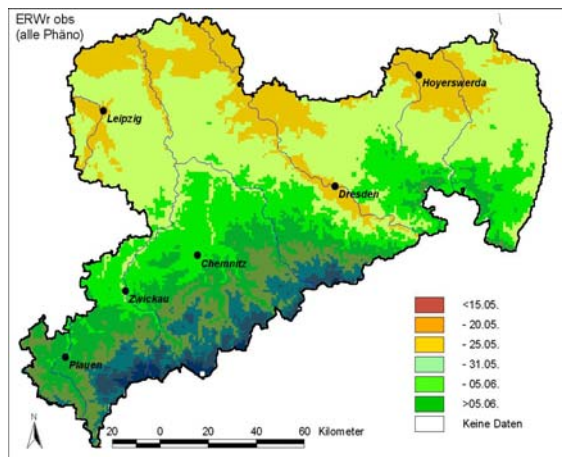 ERWr obs
(alle Phäno)
Hoyerswerda
Leipzig
Dresden
Chemnitz
Zwickau
Plauen
<15.05.
- 20.05.
- 25.05.
- 31.05.
- 05.06.
>05.06.
Keine Daten
N
20 0 20 40 60 Kilometer